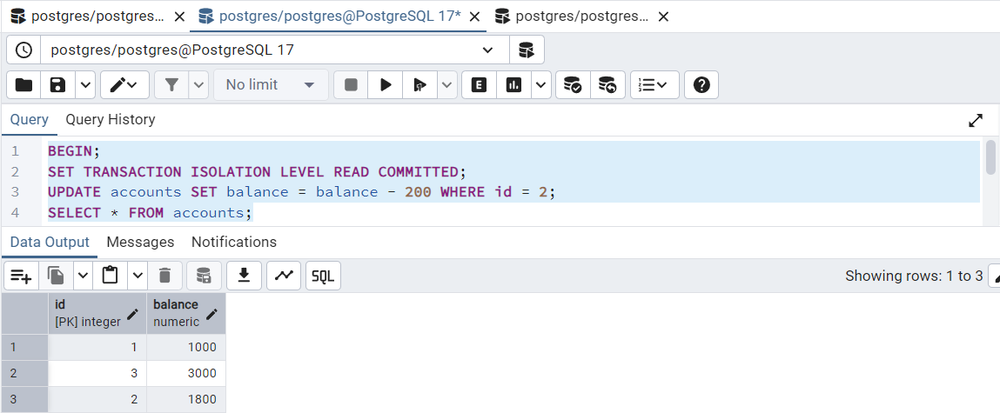 postgres/postgres... postgres/postgres@PostgreSQL 17* postgres/postgres...
postgres/postgres@PostgreSQL 17
No limit
Query Query History
1 BEGIN;
2 SET TRANSACTION ISOLATION LEVEL READ COMMITTED;
3 UPDATE accounts SET balance = balance - 200 WHERE id = 2;
4 SELECT * FROM accounts;
Data Output Messages Notifications
SQL Showing rows: 1 to 3
id balance
[PK] integer numeric
1 1 1000
2 3 3000
3 2 1800